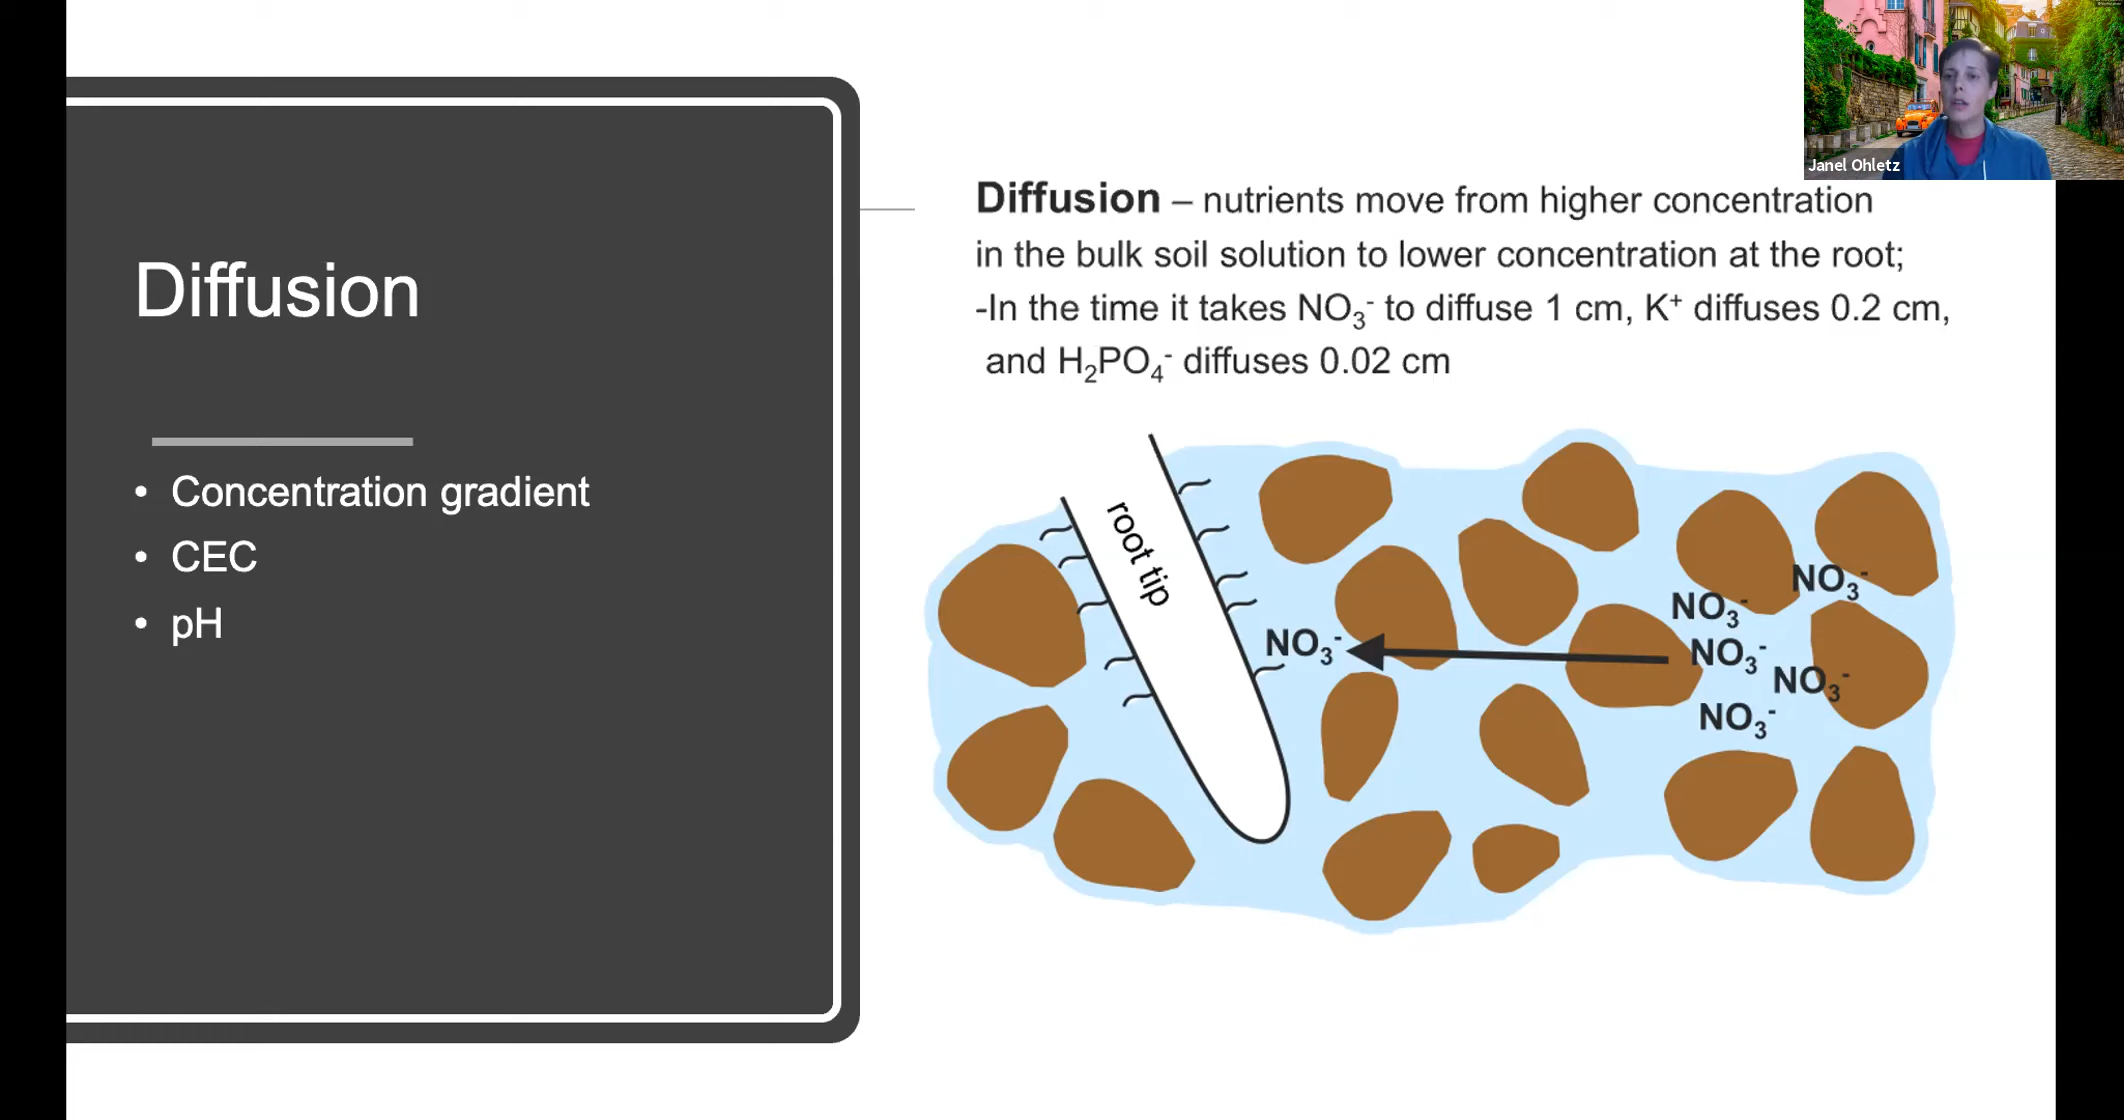 Janel Ohletz
Diffusion
• Concentration gradient
• CEC
• pH
Diffusion – nutrients move from higher concentration
in the bulk soil solution to lower concentration at the root;
-In the time it takes NO₃⁻ to diffuse 1 cm, K⁺ diffuses 0.2 cm,
and H₂PO₄⁻ diffuses 0.02 cm
root tip
NO₃⁻
NO₃⁻
NO₃⁻
NO₃⁻
NO₃⁻
NO₃⁻